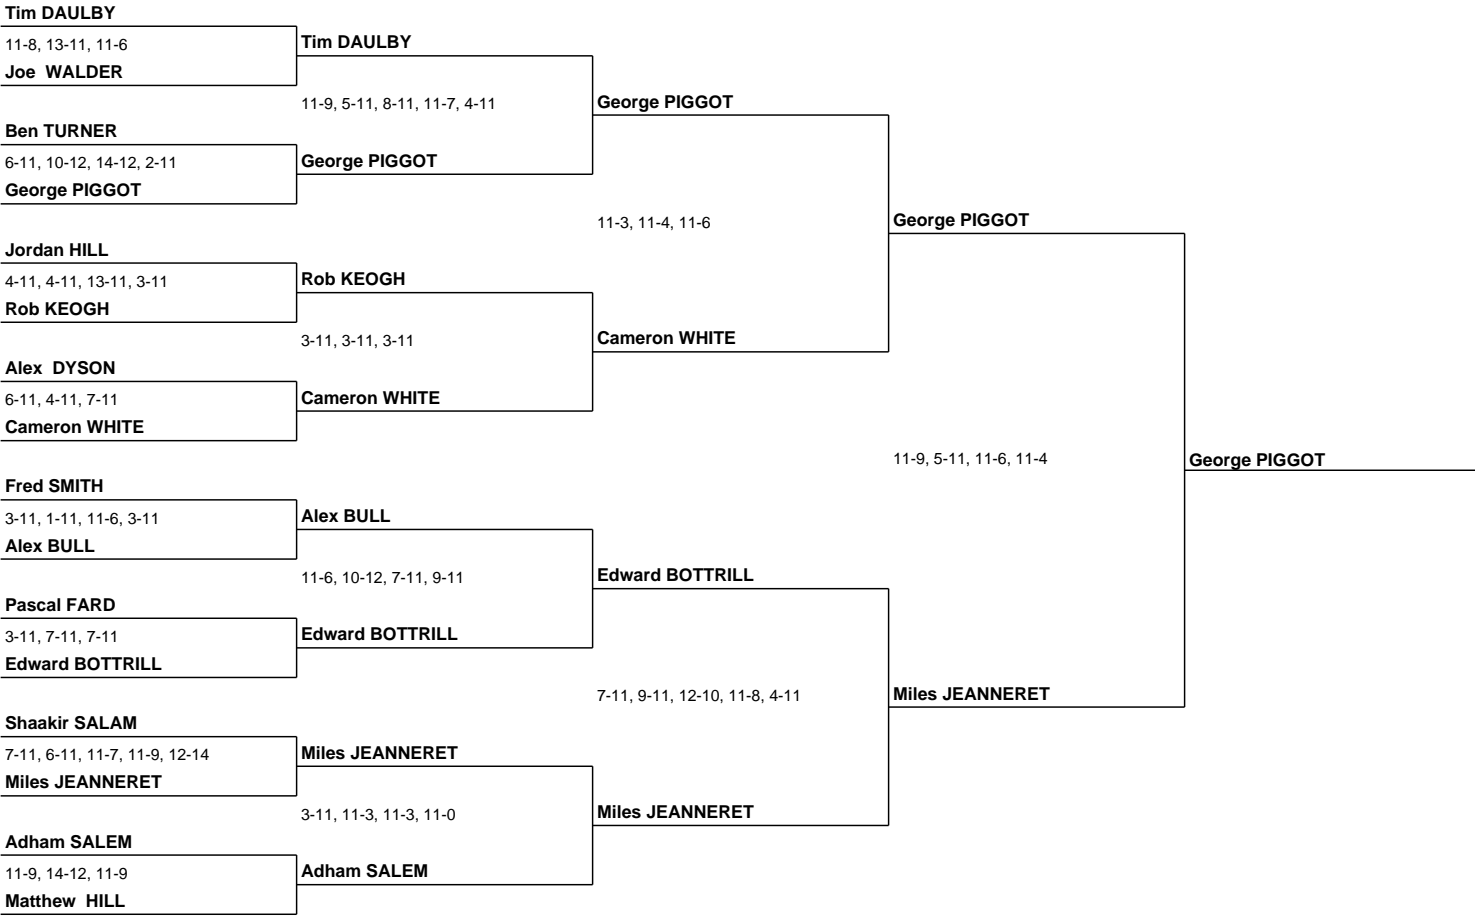 Tim DAULBY
11-8, 13-11, 11-6
Joe  WALDER
Ben TURNER
6-11, 10-12, 14-12, 2-11
George PIGGOT
Jordan HILL
4-11, 4-11, 13-11, 3-11
Rob KEOGH
Alex  DYSON
6-11, 4-11, 7-11
Cameron WHITE
Fred SMITH
3-11, 1-11, 11-6, 3-11
Alex BULL
Pascal FARD
3-11, 7-11, 7-11
Edward BOTTRILL
Shaakir SALAM
7-11, 6-11, 11-7, 11-9, 12-14
Miles JEANNERET
Adham SALEM
11-9, 14-12, 11-9
Matthew  HILL
Tim DAULBY
11-9, 5-11, 8-11, 11-7, 4-11
George PIGGOT
Rob KEOGH
3-11, 3-11, 3-11
Cameron WHITE
Alex BULL
11-6, 10-12, 7-11, 9-11
Edward BOTTRILL
Miles JEANNERET
3-11, 11-3, 11-3, 11-0
Adham SALEM
George PIGGOT
11-3, 11-4, 11-6
Cameron WHITE
Edward BOTTRILL
7-11, 9-11, 12-10, 11-8, 4-11
Miles JEANNERET
George PIGGOT
11-9, 5-11, 11-6, 11-4
Miles JEANNERET
George PIGGOT